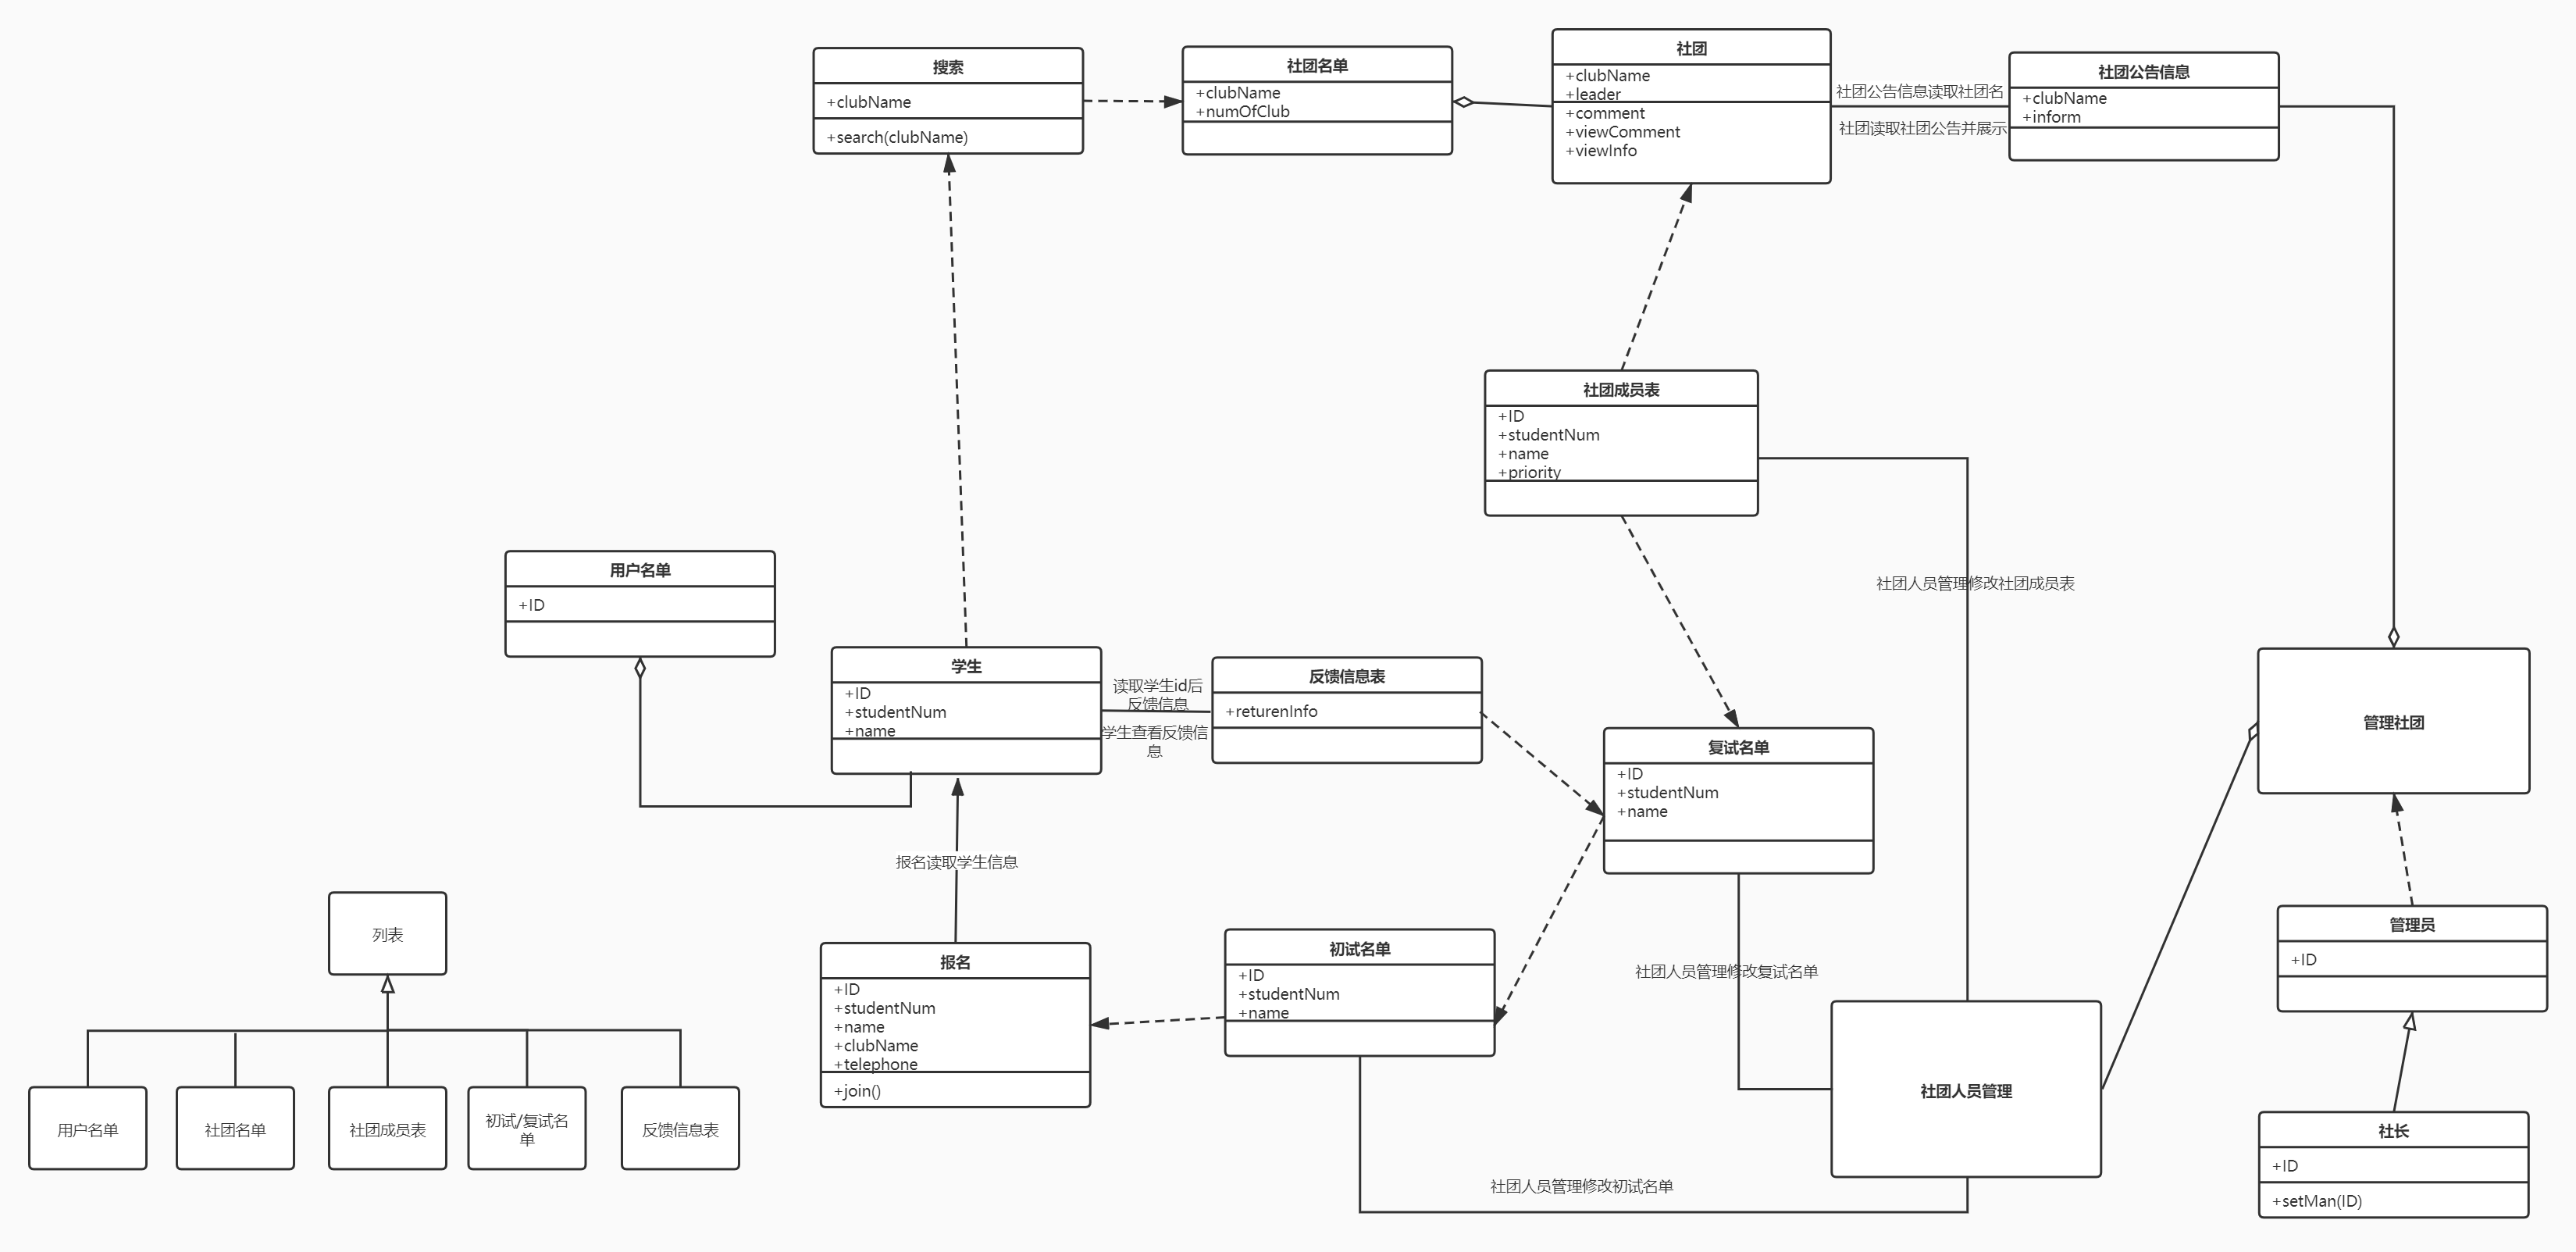 搜索
+clubName
+search(clubName)
社团名单
+clubName
+numOfClub
社团
+clubName
+leader
+comment
+viewComment
+viewInfo
社团公告信息读取社团名
社团读取社团公告并展示
社团公告信息
+clubName
+inform
社团成员表
+ID
+studentNum
+name
+priority
社团人员管理修改社团成员表
用户名单
+ID
学生
+ID
+studentNum
+name
读取学生id后
反馈信息
学生查看反馈信
息
反馈信息表
+returenInfo
复试名单
+ID
+studentNum
+name
管理社团
报名读取学生信息
列表
用户名单
社团名单
社团成员表
初试/复试名
单
反馈信息表
报名
+ID
+studentNum
+name
+clubName
+telephone
+join()
初试名单
+ID
+studentNum
+name
社团人员管理修改复试名单
社团人员管理修改初试名单
社团人员管理
管理员
+ID
社长
+ID
+setMan(ID)